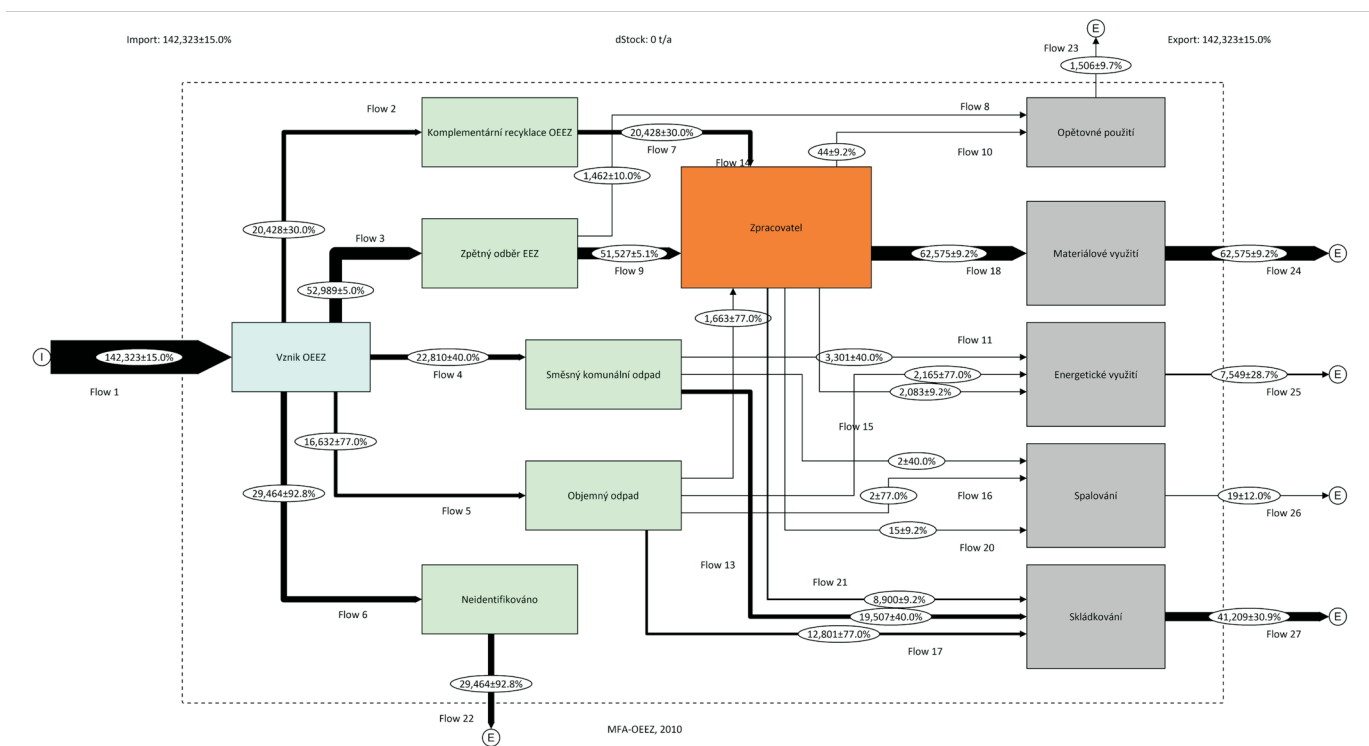 Import: 142,323±15.0%
dStock: 0 t/a
Export: 142,323±15.0%
E
Flow 23
1,506±9.7%
Flow 2
Flow 8
Komplementární recyklace OEEZ
20,428±30.0%
Flow 7
Opětovné použití
44±9.2%
Flow 10
Flow 14
1,462±10.0%
20,428±30.0%
Flow 3
Zpětný odběr EEZ
51,527±5.1%
Flow 9
Zpracovatel
62,575±9.2%
Flow 18
Materiálové využití
62,575±9.2%
Flow 24
E
52,989±5.0%
1,663±77.0%
I
142,323±15.0%
Flow 1
Vznik OEEZ
22,810±40.0%
Flow 4
Směsný komunální odpad
Flow 11
3,301±40.0%
2,165±77.0%
2,083±9.2%
Energetické využití
7,549±28.7%
Flow 25
E
Flow 15
16,632±77.0%
2±40.0%
29,464±92.8%
Flow 5
Objemný odpad
2±77.0%
Flow 16
Spalování
19±12.0%
Flow 26
E
15±9.2%
Flow 20
Flow 13
Flow 21
Neidentifikováno
Flow 6
8,900±9.2%
19,507±40.0%
12,801±77.0%
Flow 17
Skládkování
41,209±30.9%
Flow 27
E
29,464±92.8%
Flow 22
E
MFA-OEEZ, 2010